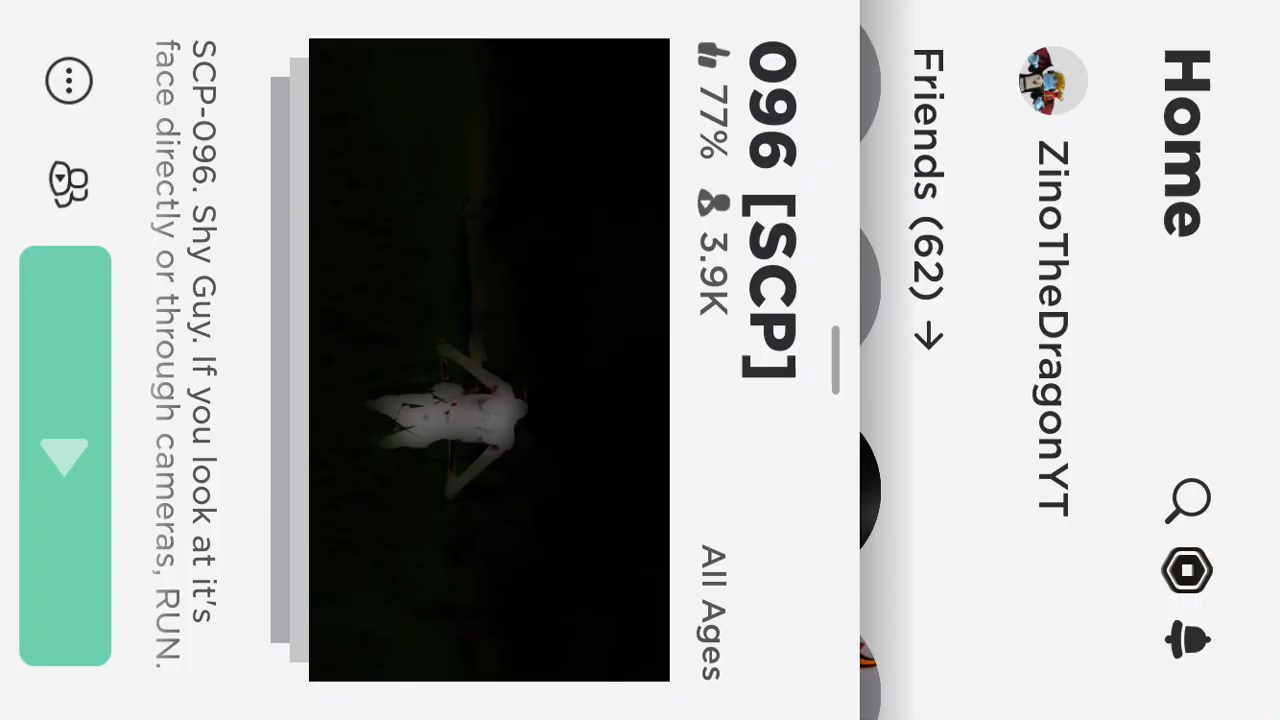 Home
ZinoTheDragonYT
Friends (62) →
096 [SCP]
77% 3.9K All Ages
SCP-096. Shy Guy. If you look at it's
face directly or through cameras, RUN.